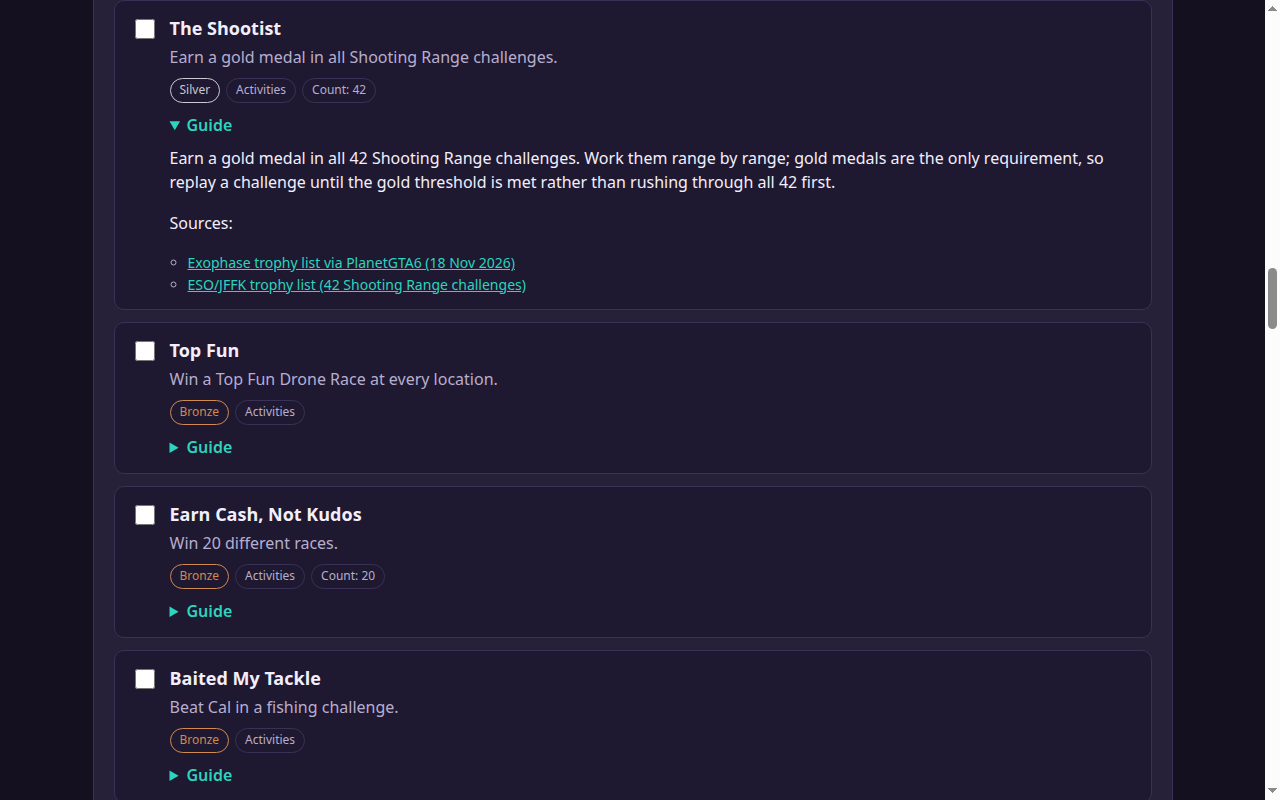 The Shootist
Earn a gold medal in all Shooting Range challenges.
Silver Activities Count: 42
Guide
Earn a gold medal in all 42 Shooting Range challenges. Work them range by range; gold medals are the only requirement, so
replay a challenge until the gold threshold is met rather than rushing through all 42 first.
Sources:
Exophase trophy list via PlanetGTA6 (18 Nov 2026)
ESO/JFFK trophy list (42 Shooting Range challenges)
Top Fun
Win a Top Fun Drone Race at every location.
Bronze Activities
Guide
Earn Cash, Not Kudos
Win 20 different races.
Bronze Activities Count: 20
Guide
Baited My Tackle
Beat Cal in a fishing challenge.
Bronze Activities
Guide